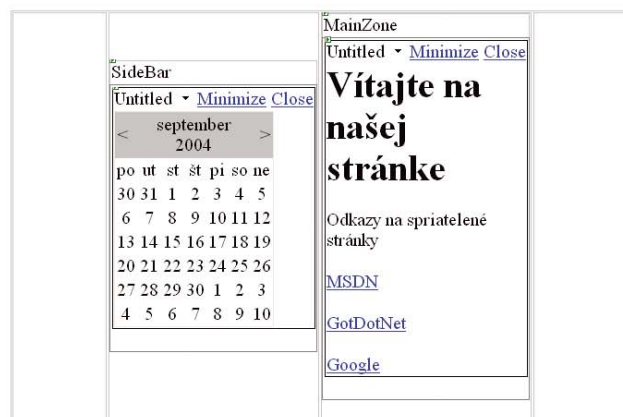 SideBar
Untitled Minimize Close
< september 2004 >
po ut st št pi so ne
30 31 1 2 3 4 5
6 7 8 9 10 11 12
13 14 15 16 17 18 19
20 21 22 23 24 25 26
27 28 29 30 1 2 3
4 5 6 7 8 9 10
MainZone
Untitled Minimize Close
Vítajte na
našej
stránke
Odkazy na spriatelené
stránky
MSDN
GotDotNet
Google